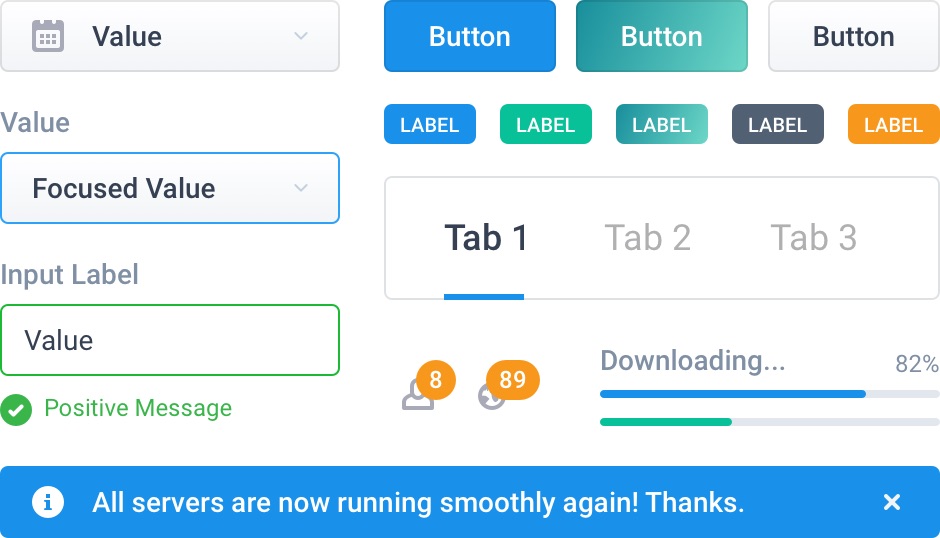 Value
Button
Button
Button
Value
LABEL
LABEL
LABEL
LABEL
LABEL
Focused Value
Tab 1
Tab 2
Tab 3
Input Label
Value
Downloading...
82%
8
89
Positive Message
All servers are now running smoothly again! Thanks.